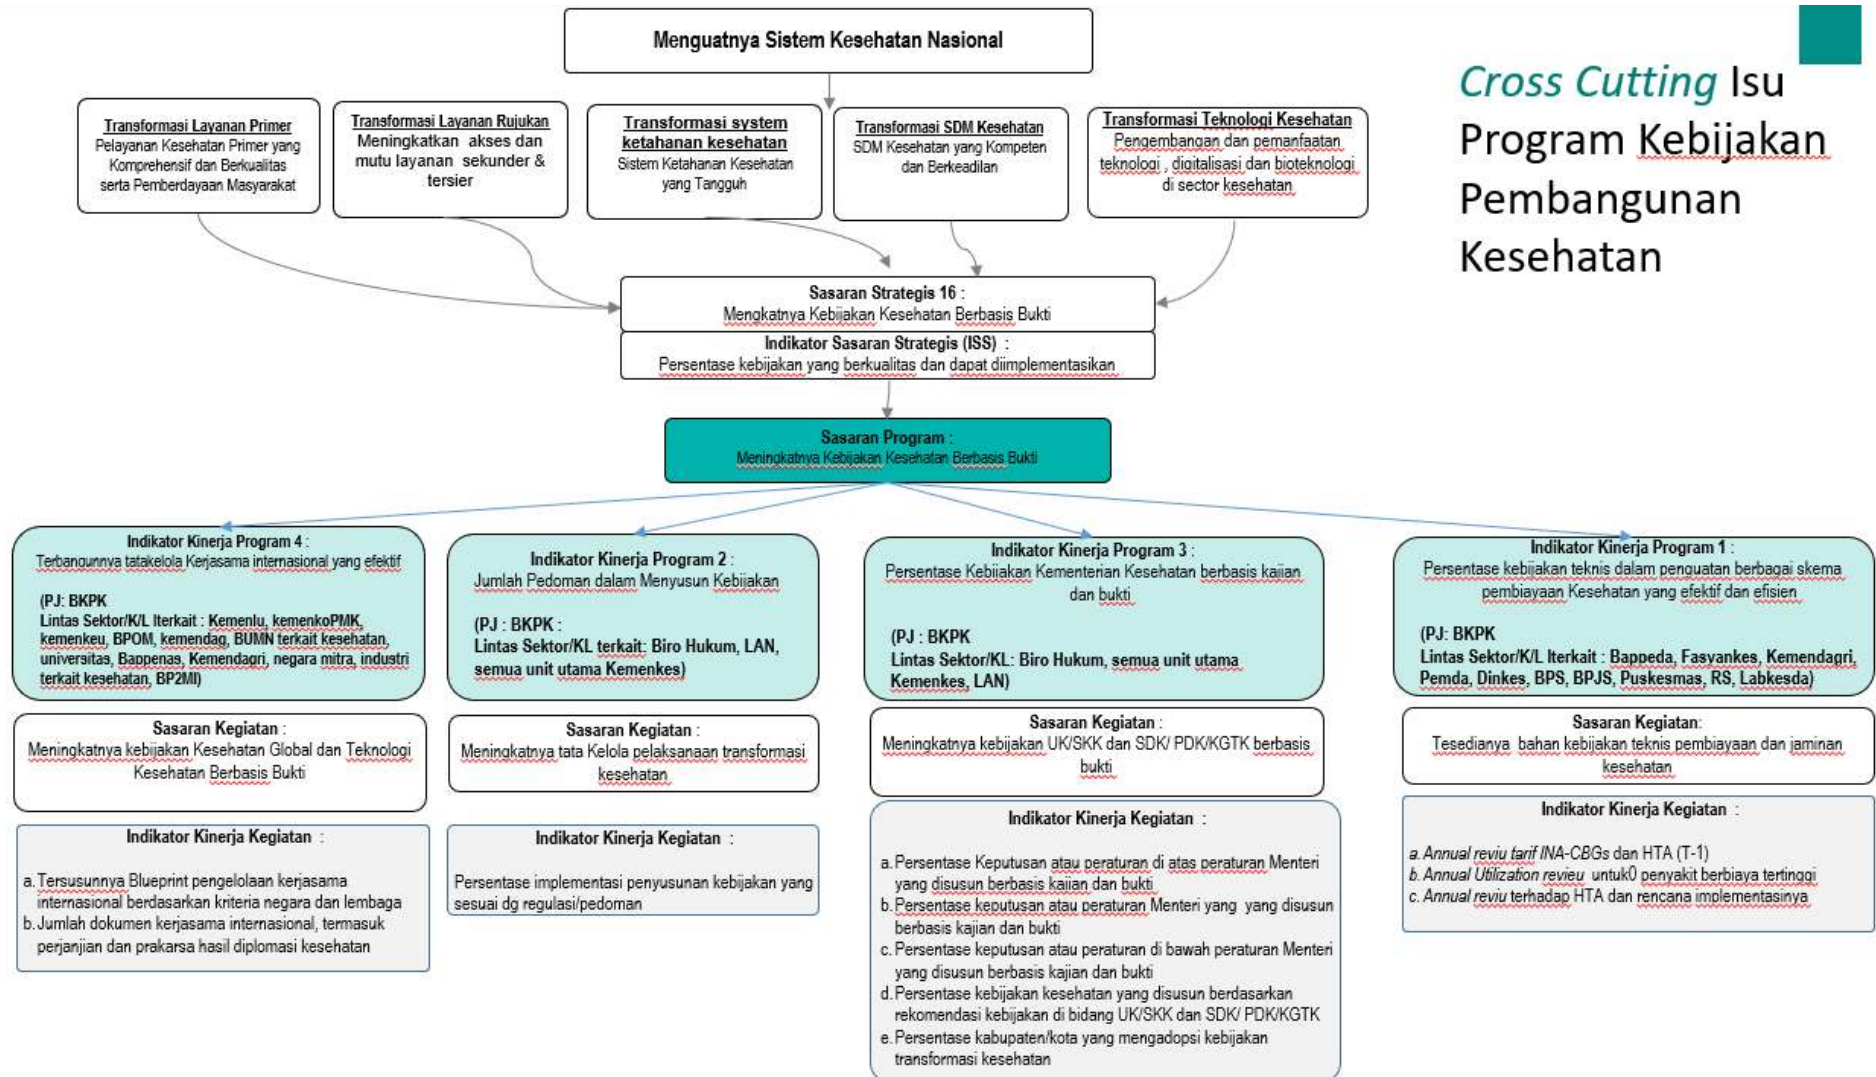 Menguatnya Sistem Kesehatan Nasional
Cross Cutting Isu
Program Kebijakan
Pembangunan
Kesehatan
Transformasi Layanan Primer
Pelayanan Kesehatan Primer yang
Komprehensif dan Berkualitas
serta Pemberdayaan Masyarakat
Transformasi Layanan Rujukan
Meningkatkan akses dan
mutu layanan sekunder &
tersier
Transformasi system
ketahanan kesehatan
Sistem Ketahanan Kesehatan
yang Tangguh
Transformasi SDM Kesehatan
SDM Kesehatan yang Kompeten
dan Berkeadilan
Transformasi Teknologi Kesehatan
Pengembangan dan pemanfaatan
teknologi , digitalisasi dan bioteknologi
di sector kesehatan
Sasaran Strategis 16 :
Mengkatnya Kebijakan Kesehatan Berbasis Bukti
Indikator Sasaran Strategis (ISS) :
Persentase kebijakan yang berkualitas dan dapat diimplementasikan
Sasaran Program :
Meningkatnya Kebijakan Kesehatan Berbasis Bukti
Indikator Kinerja Program 4 :
Terbangunnya tatakelola Kerjasama internasional yang efektif
(PJ: BKPK
Lintas Sektor/K/L Iterkait : Kemenlu, kemenkoPMK,
kemenkeu, BPOM, kemendag, BUMN terkait kesehatan,
universitas, Bappenas, Kemendagri, negara mitra, industri
terkait kesehatan, BP2MI)
Sasaran Kegiatan :
Meningkatnya kebijakan Kesehatan Global dan Teknologi
Kesehatan Berbasis Bukti
Indikator Kinerja Kegiatan :
a. Tersusunnya Blueprint pengelolaan kerjasama
internasional berdasarkan kriteria negara dan lembaga
b. Jumlah dokumen kerjasama internasional, termasuk
perjanjian dan prakarsa hasil diplomasi kesehatan
Indikator Kinerja Program 2 :
Jumlah Pedoman dalam Menyusun Kebijakan
(PJ : BKPK :
Lintas Sektor/KL terkait: Biro Hukum, LAN,
semua unit utama Kemenkes)
Sasaran Kegiatan :
Meningkatnya tata Kelola pelaksanaan transformasi
kesehatan
Indikator Kinerja Kegiatan :
Persentase implementasi penyusunan kebijakan yang
sesuai dg regulasi/pedoman
Indikator Kinerja Program 3 :
Persentase Kebijakan Kementerian Kesehatan berbasis kajian
dan bukti
(PJ : BKPK
Lintas Sektor/KL: Biro Hukum, semua unit utama
Kemenkes, LAN)
Sasaran Kegiatan :
Meningkatnya kebijakan UK/SKK dan SDK/ PDK/KGTK berbasis
bukti
Indikator Kinerja Kegiatan :
a. Persentase Keputusan atau peraturan di atas peraturan Menteri
yang disusun berbasis kajian dan bukti
b. Persentase keputusan atau peraturan Menteri yang yang disusun
berbasis kajian dan bukti
c. Persentase keputusan atau peraturan di bawah peraturan Menteri
yang disusun berbasis kajian dan bukti
d. Persentase kebijakan kesehatan yang disusun berdasarkan
rekomendasi kebijakan di bidang UK/SKK dan SDK/ PDK/KGTK
e. Persentase kabupaten/kota yang mengadopsi kebijakan
transformasi kesehatan
Indikator Kinerja Program 1 :
Persentase kebijakan teknis dalam penguatan berbagai skema
pembiayaan Kesehatan yang efektif dan efisien
(PJ: BKPK
Lintas Sektor/K/L Iterkait : Bappeda, Fasyankes, Kemendagri,
Pemda, Dinkes, BPS, BPJS, Puskesmas, RS, Labkesda)
Sasaran Kegiatan:
Tesedianya bahan kebijakan teknis pembiayaan dan jaminan
kesehatan
Indikator Kinerja Kegiatan :
a. Annual reviu tarif INA-CBGs dan HTA (T-1)
b. Annual Utilization revieu untuk0 penyakit berbiaya tertinggi
c. Annual reviu terhadap HTA dan rencana implementasinya